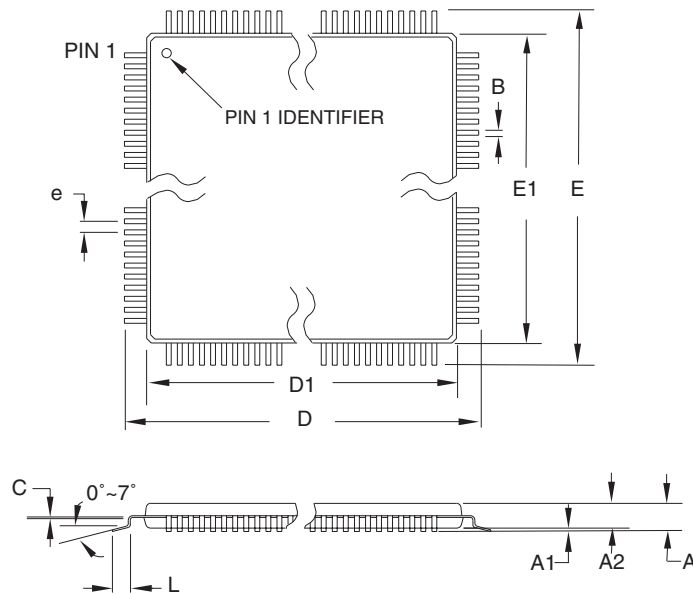 PIN 1
PIN 1 IDENTIFIER
B
e
E1
E
D1
D
C
0°~7°
L
A1
A2
A